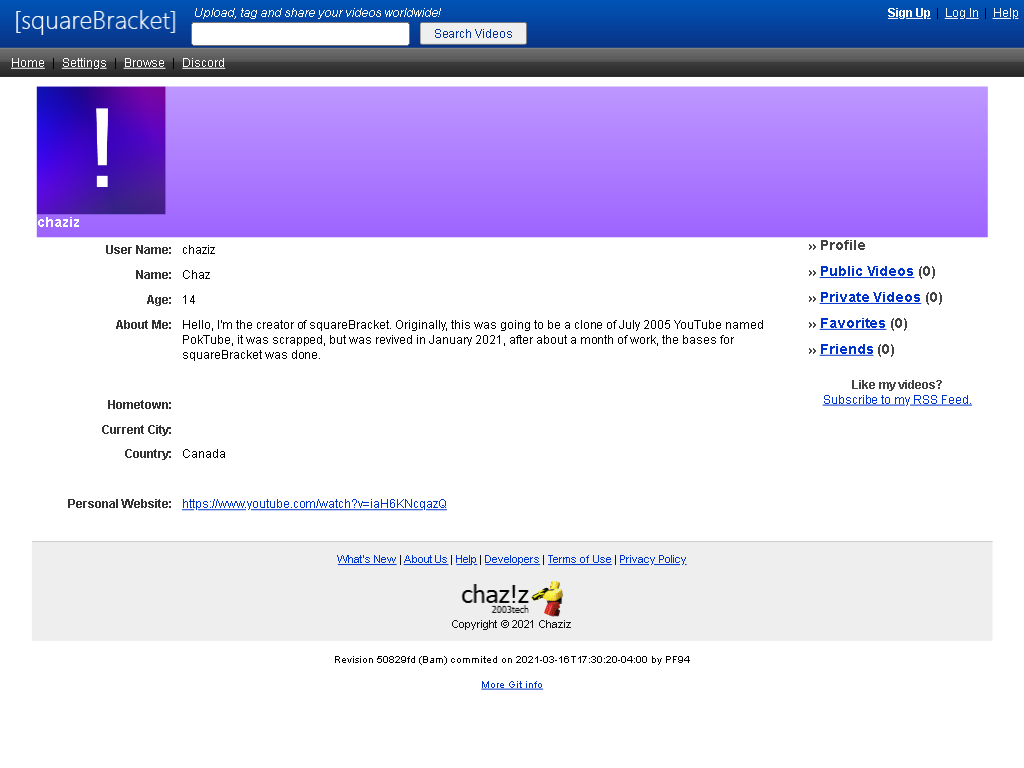 [squareBracket]
Upload, tag and share your videos worldwide!
Search Videos
Sign Up | Log In | Help
Home | Settings | Browse | Discord
!
chaziz
User Name: chaziz
Name: Chaz
Age: 14
About Me: Hello, I'm the creator of squareBracket. Originally, this was going to be a clone of July 2005 YouTube named
PokTube, it was scrapped, but was revived in January 2021, after about a month of work, the bases for
squareBracket was done.
Hometown:
Current City:
Country: Canada
Personal Website: https://www.youtube.com/watch?v=iaH6KNcqazQ
›› Profile
›› Public Videos (0)
›› Private Videos (0)
›› Favorites (0)
›› Friends (0)
Like my videos?
Subscribe to my RSS Feed.
What's New | About Us | Help | Developers | Terms of Use | Privacy Policy
chaz!z
2003tech
Copyright © 2021 Chaziz
Revision 50829fd (Bam) commited on 2021-03-16T17:30:20-04:00 by PF94
More Git info